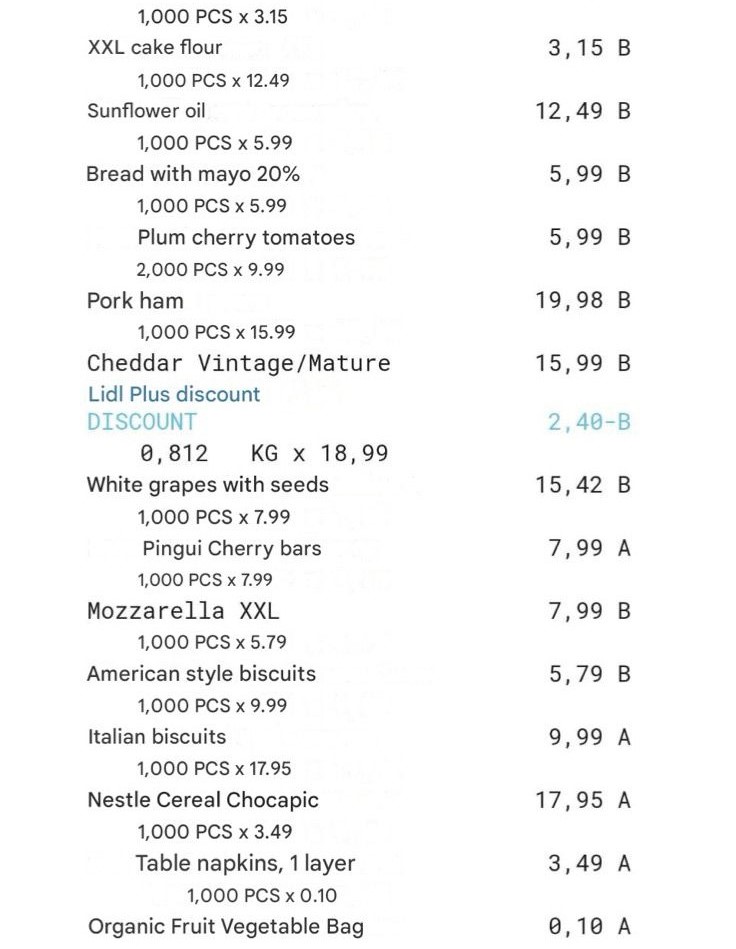 1,000 PCS x 3.15
XXL cake flour 3,15 B
1,000 PCS x 12.49
Sunflower oil 12,49 B
1,000 PCS x 5.99
Bread with mayo 20% 5,99 B
1,000 PCS x 5.99
Plum cherry tomatoes 5,99 B
2,000 PCS x 9.99
Pork ham 19,98 B
1,000 PCS x 15.99
Cheddar Vintage/Mature 15,99 B
Lidl Plus discount
DISCOUNT 2,40-B
0,812 KG x 18,99
White grapes with seeds 15,42 B
1,000 PCS x 7.99
Pingui Cherry bars 7,99 A
1,000 PCS x 7.99
Mozzarella XXL 7,99 B
1,000 PCS x 5.79
American style biscuits 5,79 B
1,000 PCS x 9.99
Italian biscuits 9,99 A
1,000 PCS x 17.95
Nestle Cereal Chocapic 17,95 A
1,000 PCS x 3.49
Table napkins, 1 layer 3,49 A
1,000 PCS x 0.10
Organic Fruit Vegetable Bag 0,10 A